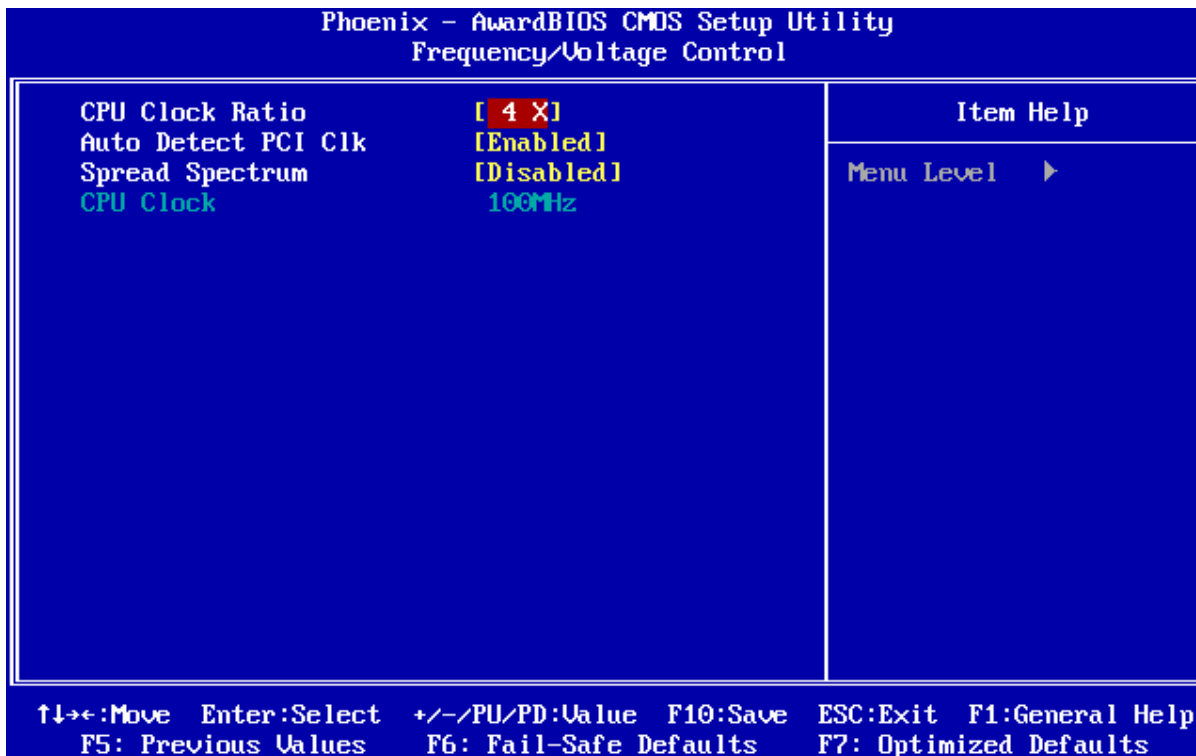 Phoenix - AwardBIOS CMOS Setup Utility
Frequency/Voltage Control
CPU Clock Ratio [ 4 X]
Auto Detect PCI Clk [Enabled]
Spread Spectrum [Disabled]
CPU Clock 100MHz
Item Help
Menu Level ▶
↑↓→←:Move Enter:Select +/-/PU/PD:Value F10:Save ESC:Exit F1:General Help
F5: Previous Values F6: Fail-Safe Defaults F7: Optimized Defaults